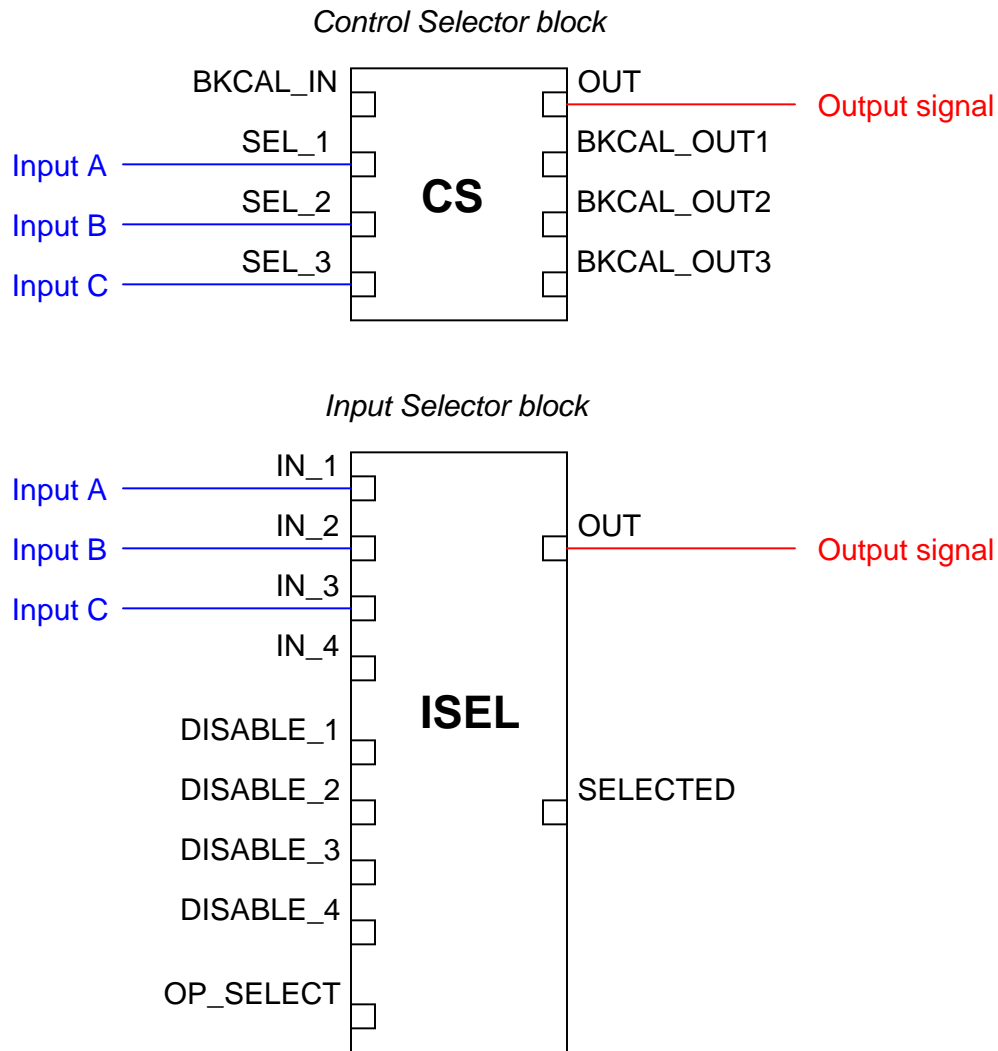 Control Selector block
BKCAL_IN
OUT
Output signal
SEL_1
BKCAL_OUT1
Input A
SEL_2
CS
BKCAL_OUT2
Input B
SEL_3
BKCAL_OUT3
Input C
Input Selector block
IN_1
Input A
IN_2
OUT
Input B
Output signal
IN_3
Input C
IN_4
ISEL
DISABLE_1
DISABLE_2
SELECTED
DISABLE_3
DISABLE_4
OP_SELECT